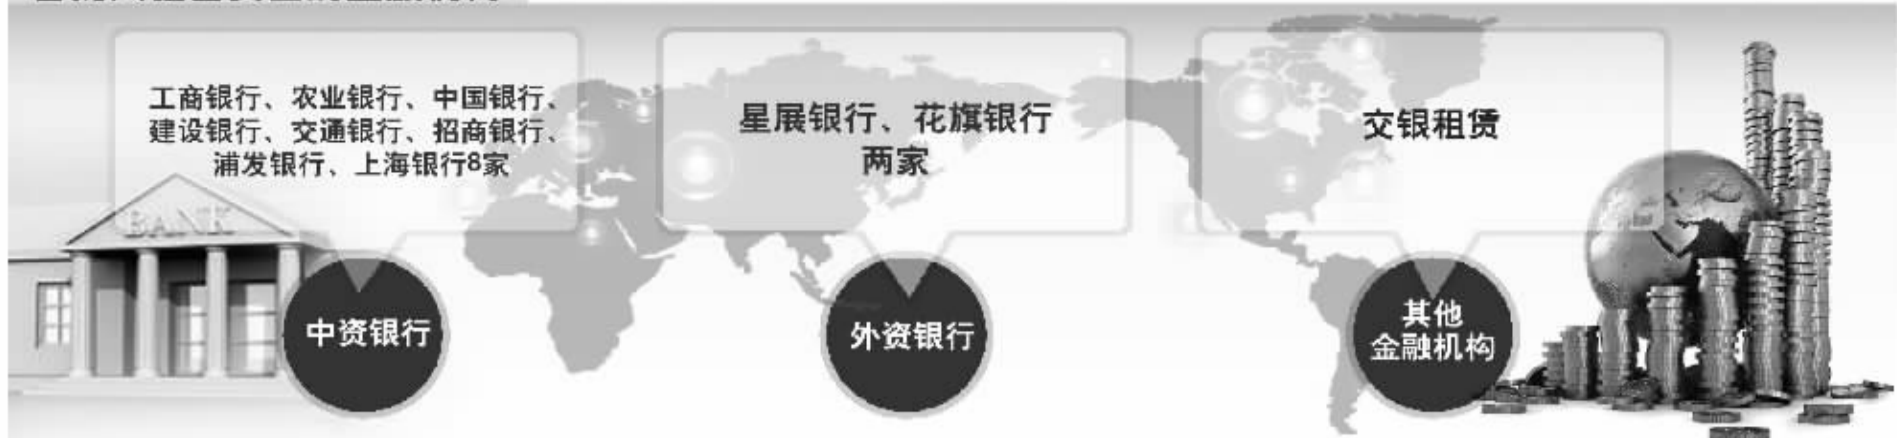 工商银行、农业银行、中国银行、
建设银行、交通银行、招商银行、
浦发银行、上海银行8家
星展银行、花旗银行
两家
交银租赁
BANK
中资银行
外资银行
其他
金融机构